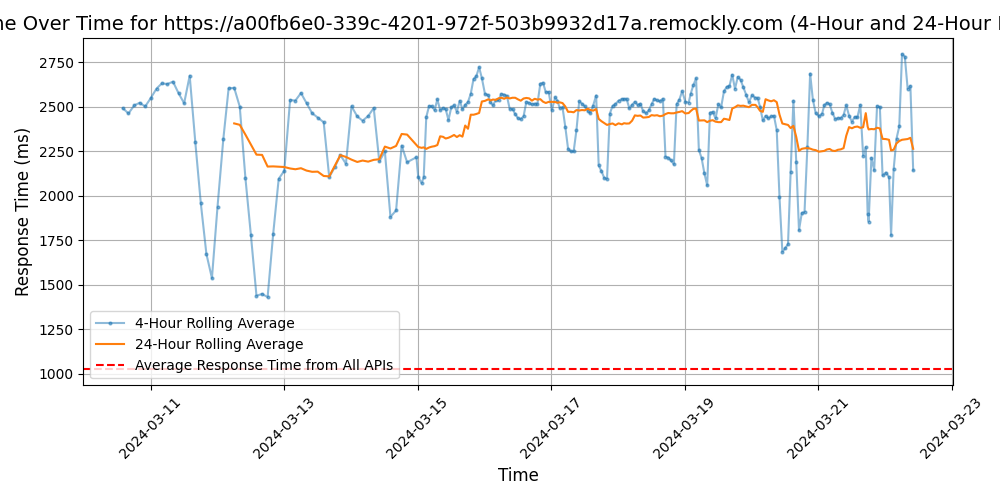 ne Over Time for https://a00fb6e0-339c-4201-972f-503b9932d17a.remockly.com (4-Hour and 24-Hour
Response Time (ms)
2750
2500
2250
2000
1750
1500
1250
1000
4-Hour Rolling Average
24-Hour Rolling Average
Average Response Time from All APIs
2024-03-11
2024-03-13
2024-03-15
2024-03-17
2024-03-19
2024-03-21
2024-03-23
Time